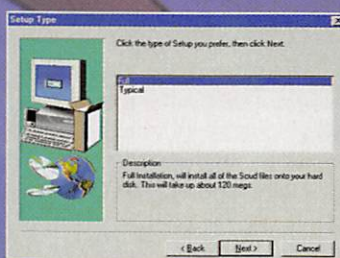 Setup Type
Click the type of Setup you prefer, then click Next.
Full
Typical
Description
Full Installation, will install all of the Scud files onto your hard
disk. This will take up about 120 megs.
< Back
Next >
Cancel